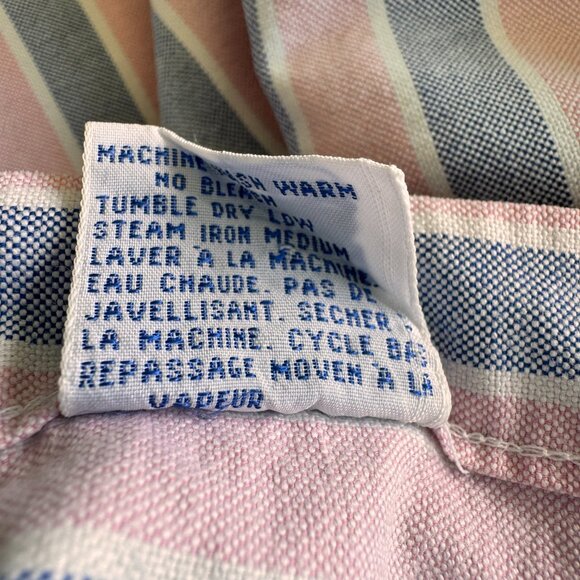 MACHINE WASH WARM
NO BLEACH
TUMBLE DRY LOW
STEAM IRON MEDIUM
LAVER À LA MACHINE.
EAU CHAUDE. PAS DE
JAVELLISANT. SECHER À
LA MACHINE. CYCLE BAS
REPASSAGE MOYEN À LA
VAPEUR